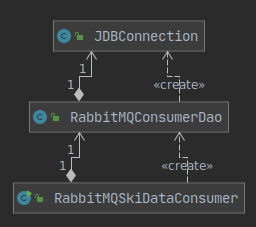 C JDBConnection
1
1 «create»
C RabbitMQConsumerDao
1
1 «create»
C RabbitMQSkiDataConsumer